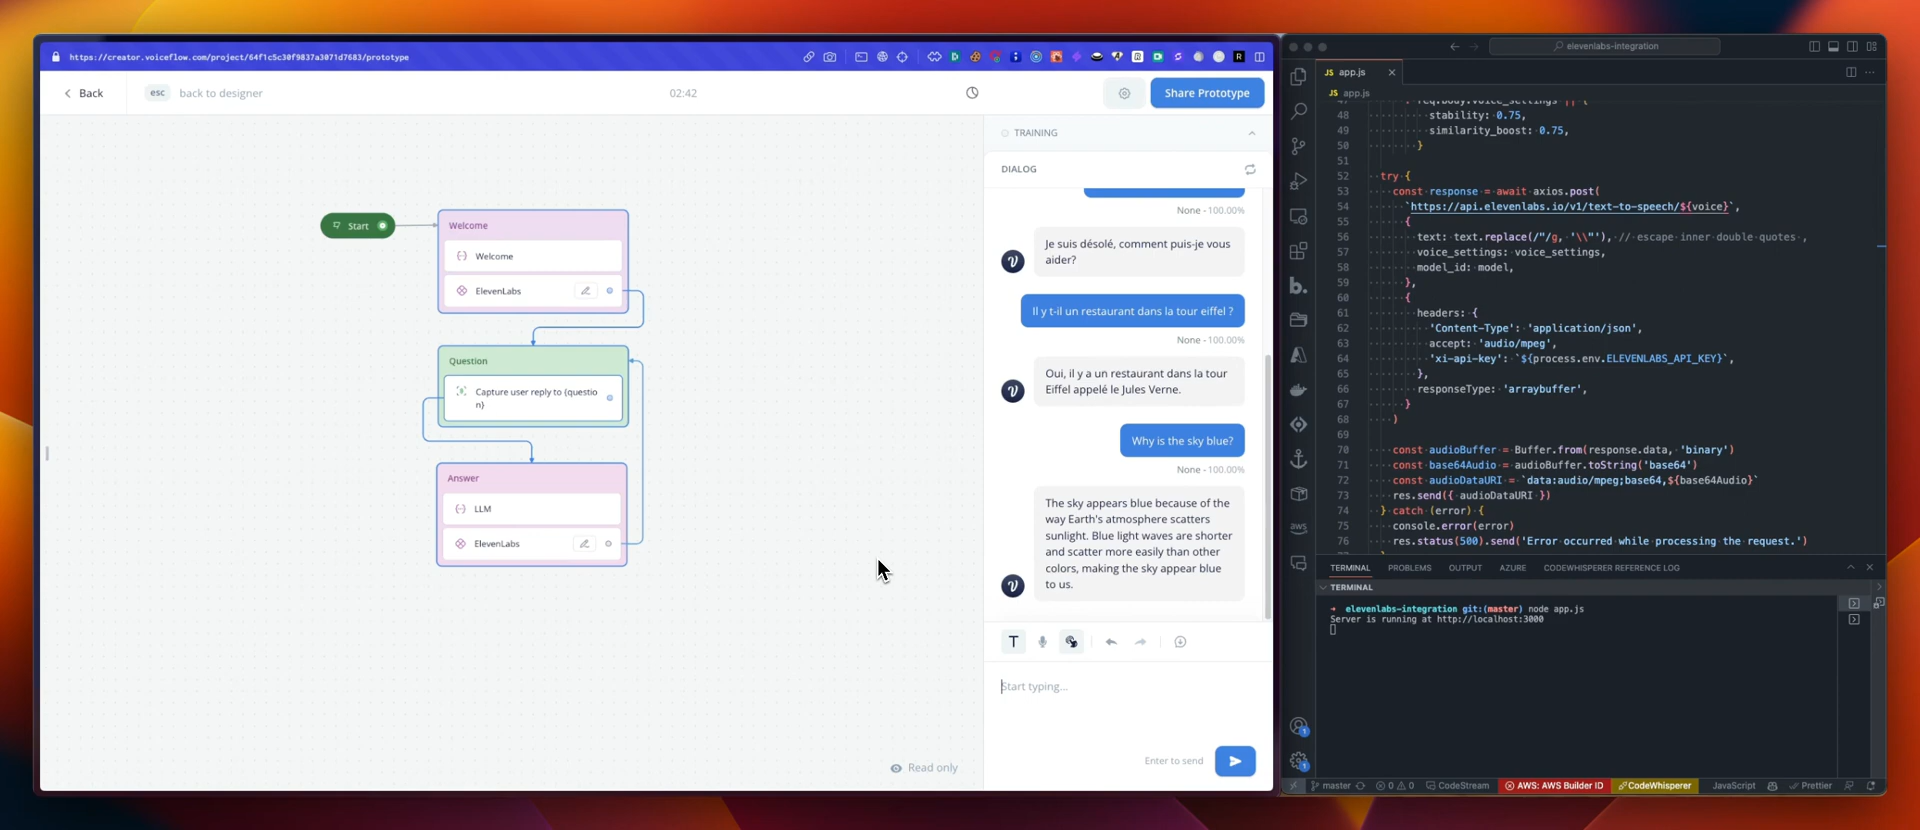 https://creator.voiceflow.com/project/64f1c5c30f9837a3071d7683/prototype
Back
esc
back to designer
02:42
Share Prototype
Start
Welcome
Welcome
ElevenLabs
Question
Capture user reply to {questio
n}
Answer
LLM
ElevenLabs
Read only
TRAINING
DIALOG
None - 100.00%
Je suis désolé, comment puis-je vous
aider?
Il y t-il un restaurant dans la tour eiffel ?
None - 100.00%
Oui, il y a un restaurant dans la tour
Eiffel appelé le Jules Verne.
Why is the sky blue?
None - 100.00%
The sky appears blue because of the
way Earth's atmosphere scatters
sunlight. Blue light waves are shorter
and scatter more easily than other
colors, making the sky appear blue
to us.
T
Start typing...
Enter to send
elevenlabs-integration
JS app.js
JS app.js
: req.body.voice_settings || {
48 stability: 0.75,
49 similarity_boost: 0.75,
50 }
51
52 try {
53 const response = await axios.post(
54 `https://api.elevenlabs.io/v1/text-to-speech/${voice}`,
55 {
56 text: text.replace(/"/g, '\\"'), // escape inner double quotes ,
57 voice_settings: voice_settings,
58 model_id: model,
59 },
60 {
61 headers: {
62 'Content-Type': 'application/json',
63 accept: 'audio/mpeg',
64 'xi-api-key': `${process.env.ELEVENLABS_API_KEY}`,
65 },
66 responseType: 'arraybuffer',
67 }
68 )
69
70 const audioBuffer = Buffer.from(response.data, 'binary')
71 const base64Audio = audioBuffer.toString('base64')
72 const audioDataURI = `data:audio/mpeg;base64,${base64Audio}`
73 res.send({ audioDataURI })
74 } catch (error) {
75 console.error(error)
76 res.status(500).send('Error occurred while processing the request.')
TERMINAL PROBLEMS OUTPUT AZURE CODEWHISPERER REFERENCE LOG
TERMINAL
elevenlabs-integration git:(master) node app.js
Server is running at http://localhost:3000
b.
aws
master
0 0
CodeStream
AWS: AWS Builder ID
CodeWhisperer
JavaScript
Prettier